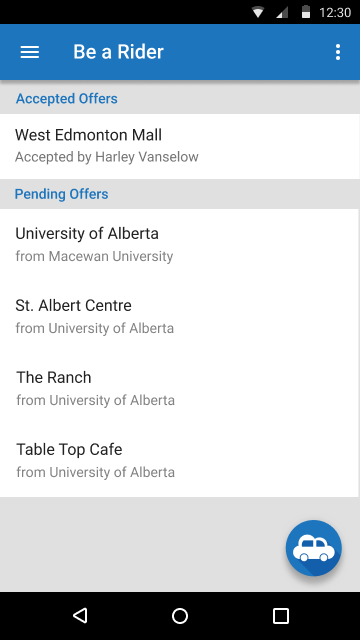 12:30
Be a Rider
Accepted Offers
West Edmonton Mall
Accepted by Harley Vanselow
Pending Offers
University of Alberta
from Macewan University
St. Albert Centre
from University of Alberta
The Ranch
from University of Alberta
Table Top Cafe
from University of Alberta